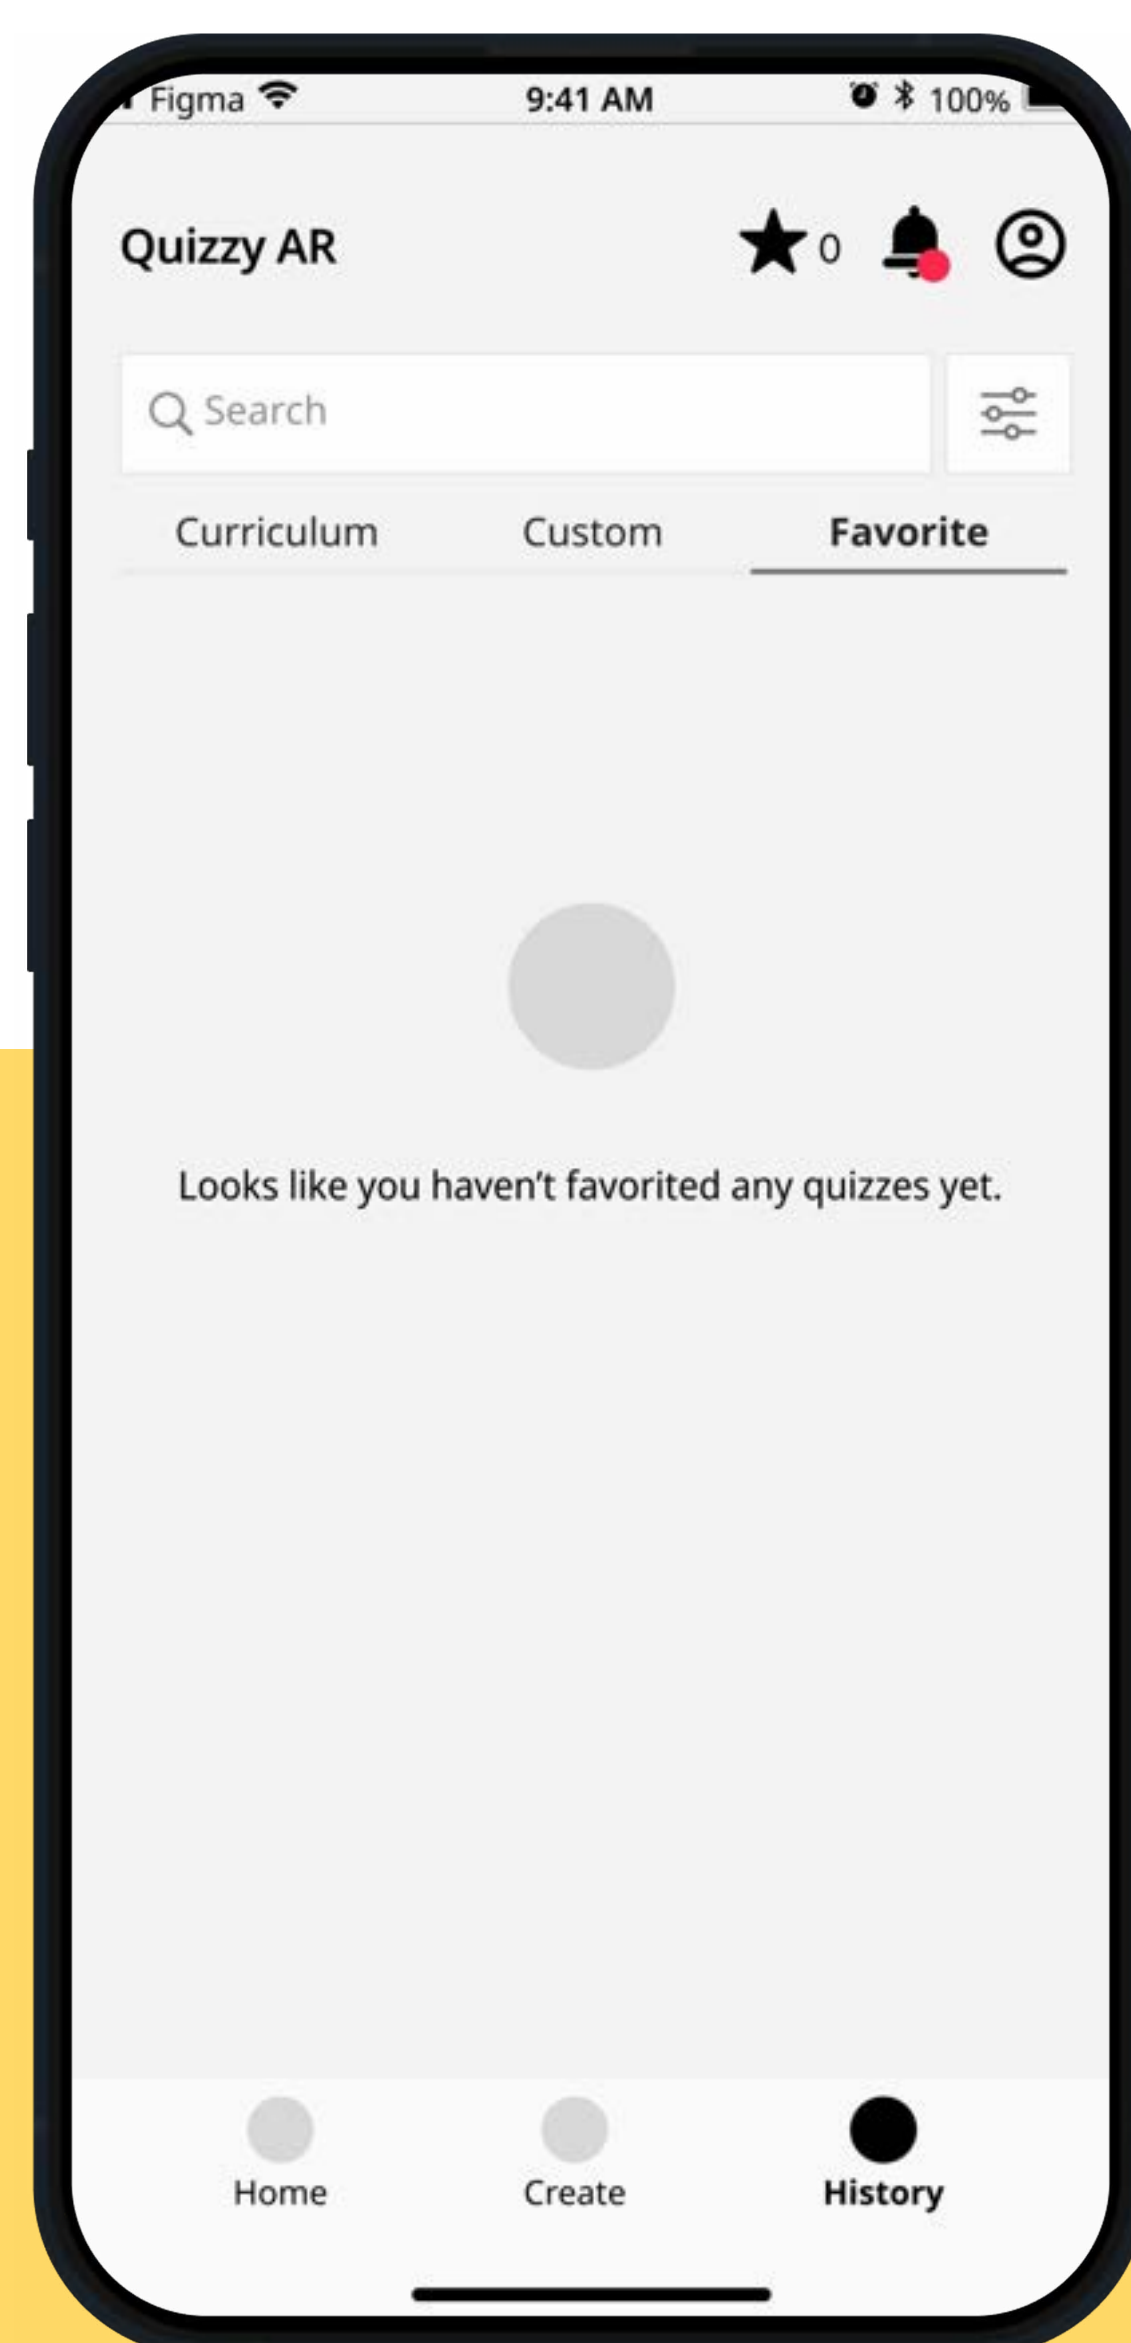 Figma 9:41 AM 100%
Quizzy AR 0
Search
Curriculum Custom Favorite
Looks like you haven't favorited any quizzes yet.
Home Create History